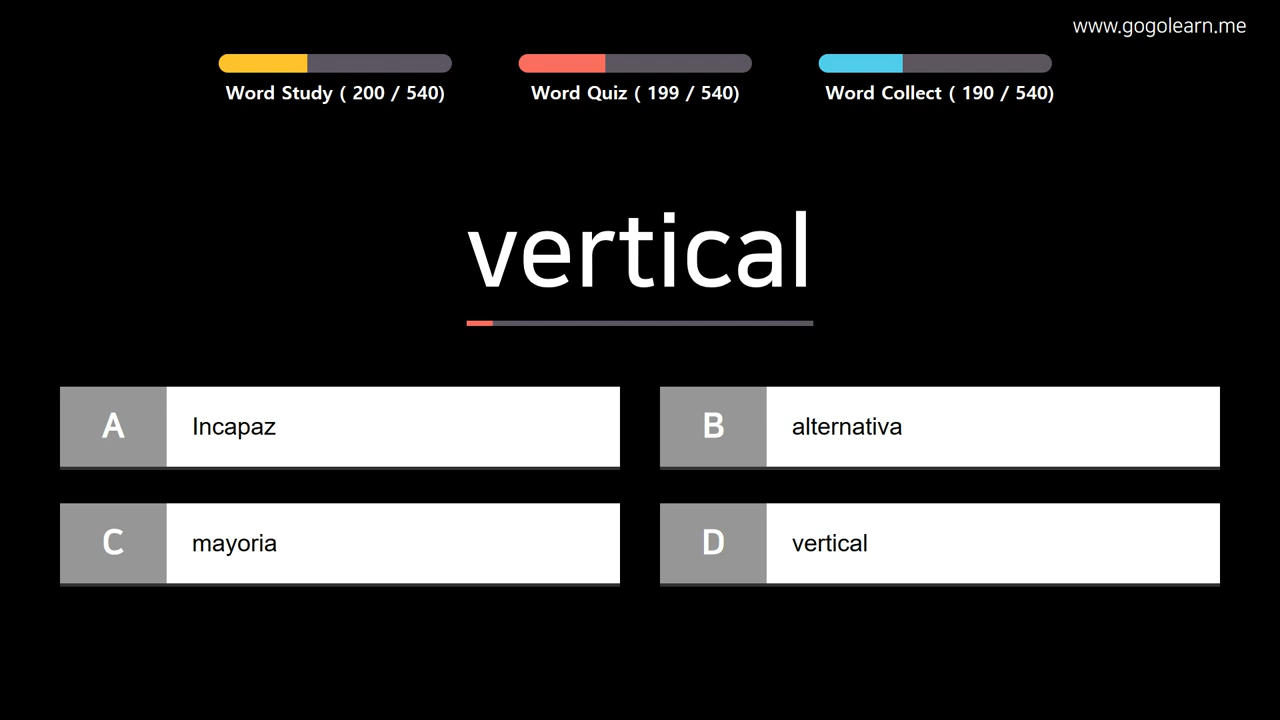 www.gogolearn.me
Word Study ( 200 / 540)
Word Quiz ( 199 / 540)
Word Collect ( 190 / 540)
vertical
A
Incapaz
B
alternativa
C
mayoria
D
vertical